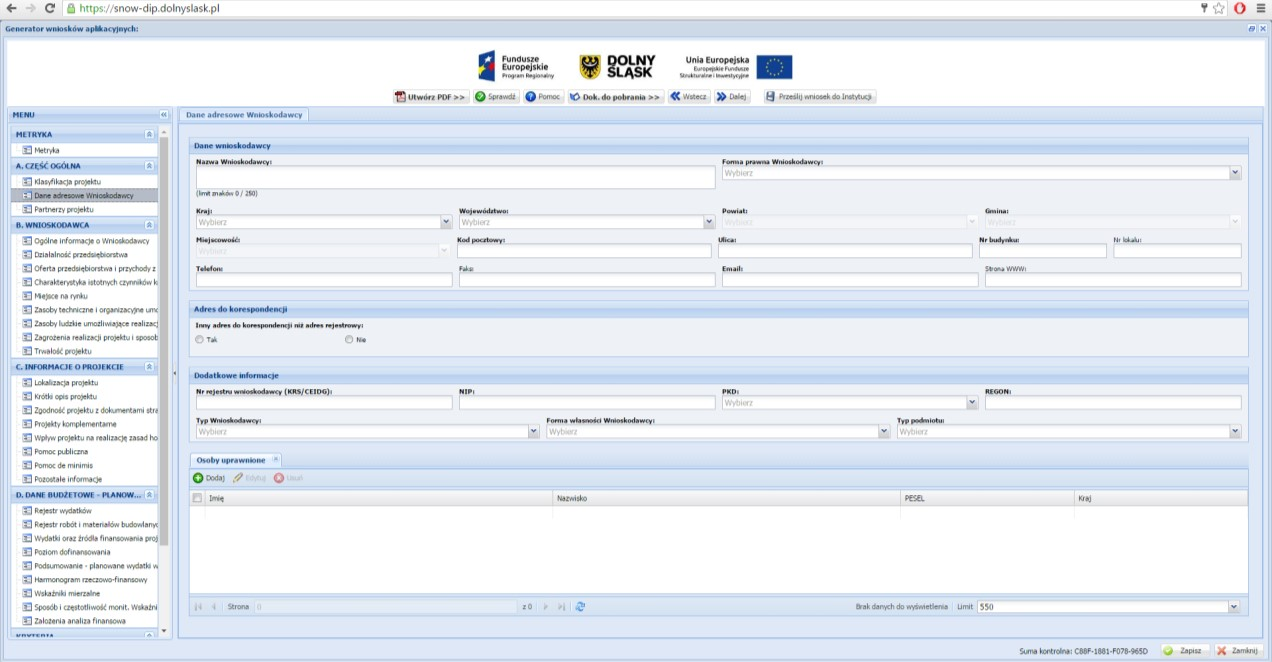 https://snow-dip.dolnyslask.pl
Generator wniosków aplikacyjnych:
Fundusze Europejskie Program Regionalny
DOLNY ŚLĄSK
Unia Europejska Europejskie Fundusze Strukturalne i Inwestycyjne
Utwórz PDF >> Sprawdź Pomoc Dok. do pobrania >> Wstecz Dalej Prześlij wniosek do Instytucji
MENU
METRYKA
Metryka
A. CZĘŚĆ OGÓLNA
Klasyfikacja projektu
Dane adresowe Wnioskodawcy
Partnerzy projektu
B. WNIOSKODAWCA
Ogólne informacje o Wnioskodawcy
Działalność przedsiębiorstwa
Oferta przedsiębiorstwa i przychody z
Charakterystyka istotnych czynników k
Miejsce na rynku
Zasoby techniczne i organizacyjne umo
Zasoby ludzkie umożliwiające realizac
Zagrożenia realizacji projektu i sposob
Trwałość projektu
C. INFORMACJE O PROJEKCIE
Lokalizacja projektu
Krótki opis projektu
Zgodność projektu z dokumentami stra
Projekty komplementarne
Wpływ projektu na realizację zasad ho
Pomoc publiczna
Pomoc de minimis
Pozostałe informacje
D. DANE BUDŻETOWE - PLANOW...
Rejestr wydatków
Rejestr robót i materiałów budowlany
Wydatki oraz źródła finansowania proj
Poziom dofinansowania
Podsumowanie - planowane wydatki w
Harmonogram rzeczowo-finansowy
Wskaźniki mierzalne
Sposób i częstotliwość monit. Wskaźni
Założenia analiza finansowa
KRYTERIA
Dane adresowe Wnioskodawcy
Dane wnioskodawcy
Nazwa Wnioskodawcy: Forma prawna Wnioskodawcy:
Wybierz
(limit znaków 0 / 250)
Kraj: Województwo: Powiat: Gmina:
Wybierz Wybierz Wybierz Wybierz
Miejscowość: Kod pocztowy: Ulica: Nr budynku: Nr lokalu:
Wybierz
Telefon: Faks: Email: Strona WWW:
Adres do korespondencji
Inny adres do korespondencji niż adres rejestrowy:
Tak Nie
Dodatkowe informacje
Nr rejestru wnioskodawcy (KRS/CEIDG): NIP: PKD: REGON:
Wybierz
Typ Wnioskodawcy: Forma własności Wnioskodawcy: Typ podmiotu:
Wybierz Wybierz Wybierz
Osoby uprawnione
Dodaj Edytuj Usuń
Imię Nazwisko PESEL Kraj
Strona 0 z 0 Brak danych do wyświetlenia Limit 550
Suma kontrolna: C88F-1881-F078-965D Zapisz Zamknij